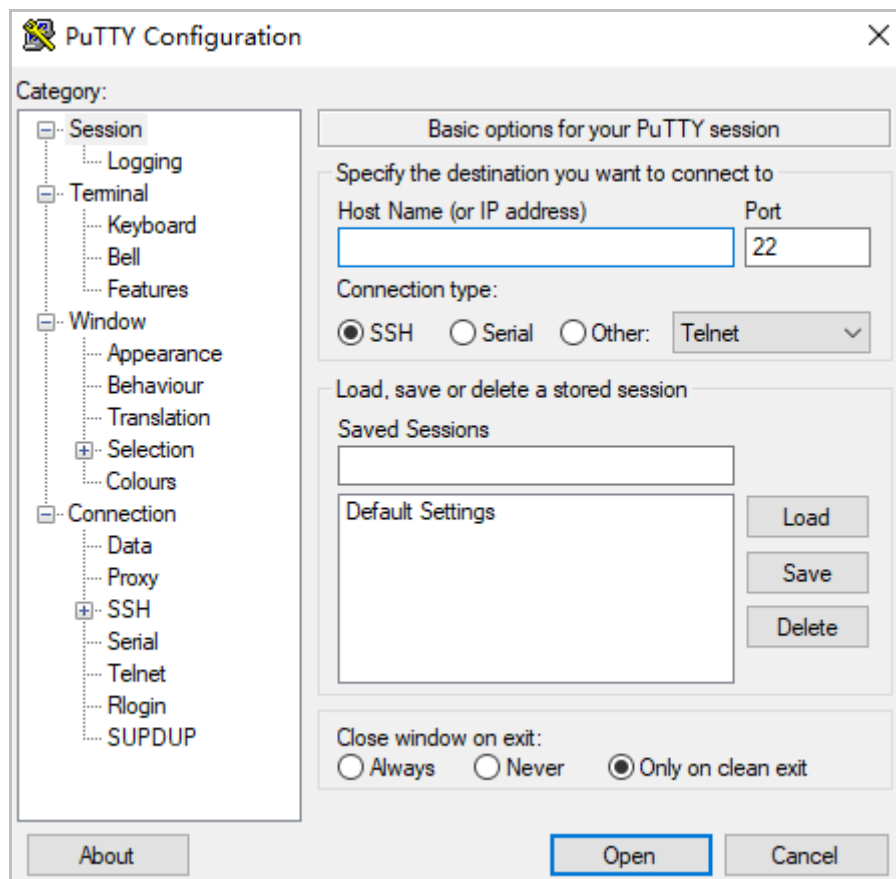 PuTTY Configuration
Category:
Session
Logging
Terminal
Keyboard
Bell
Features
Window
Appearance
Behaviour
Translation
Selection
Colours
Connection
Data
Proxy
SSH
Serial
Telnet
Rlogin
SUPDUP
Basic options for your PuTTY session
Specify the destination you want to connect to
Host Name (or IP address) Port
22
Connection type:
SSH Serial Other: Telnet
Load, save or delete a stored session
Saved Sessions
Default Settings
Load
Save
Delete
Close window on exit:
Always Never Only on clean exit
About Open Cancel